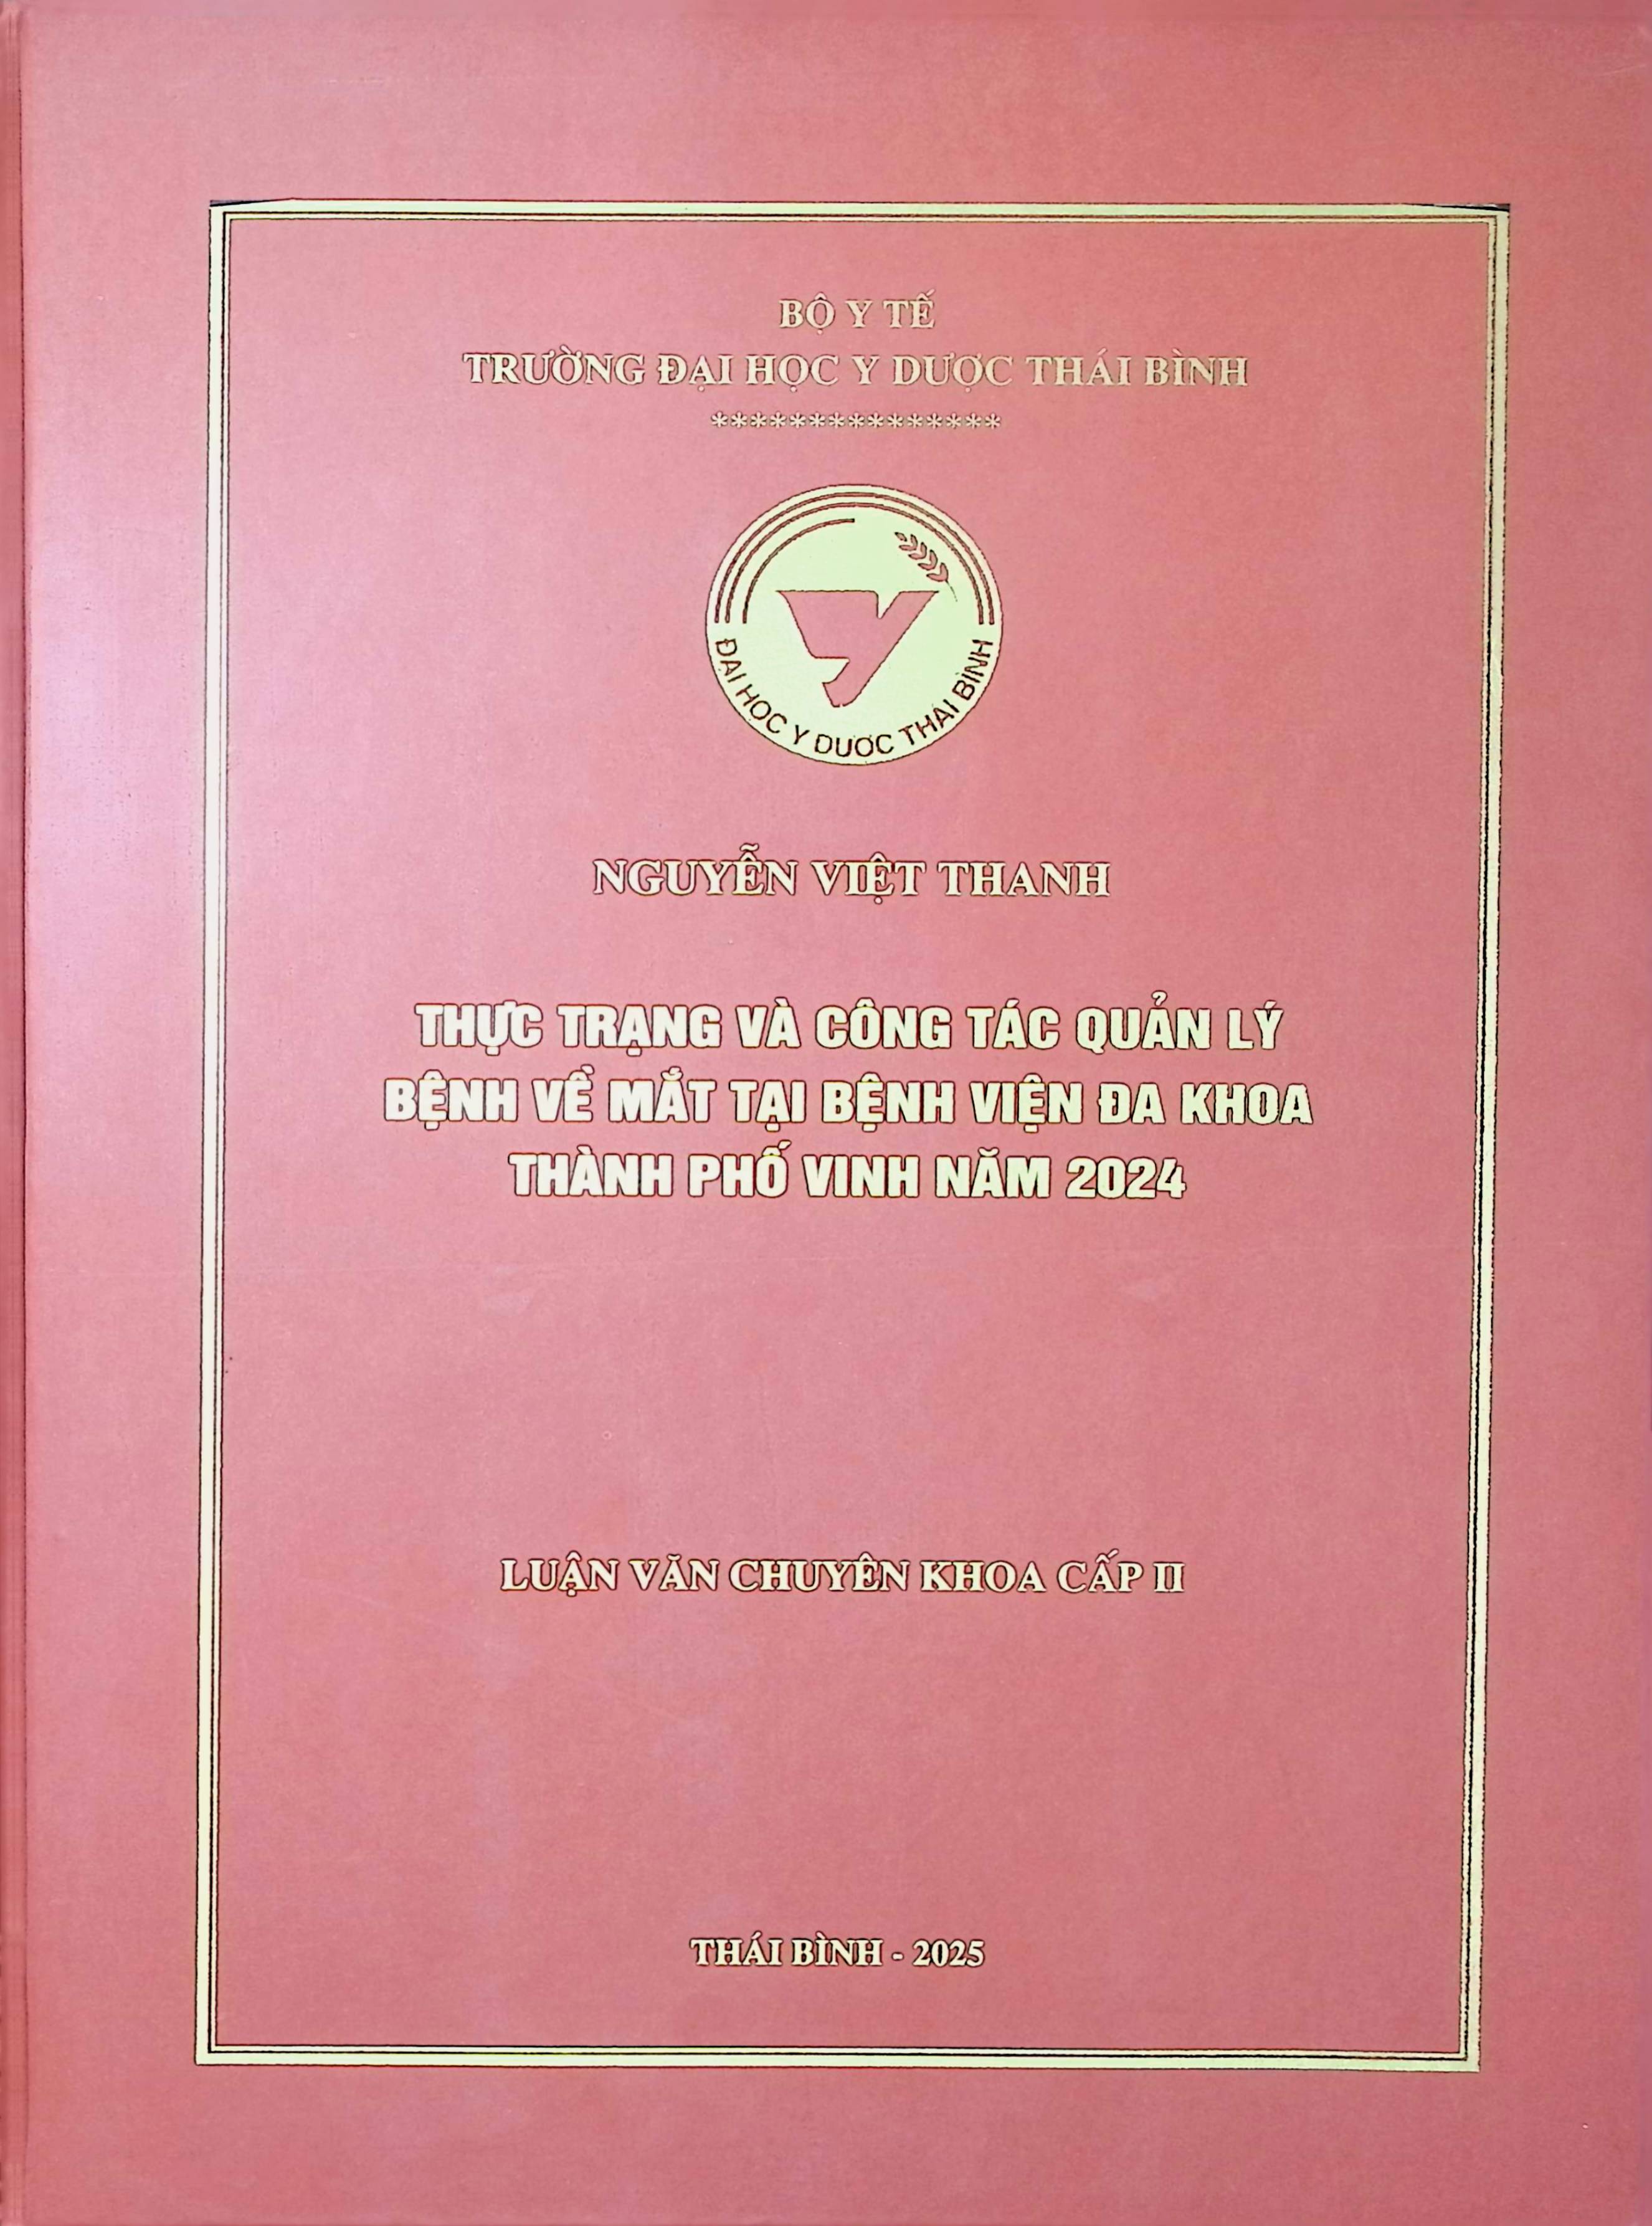 BỘ Y TẾ
TRƯỜNG ĐẠI HỌC Y DƯỢC THÁI BÌNH
***************
ĐẠI HỌC Y DƯỢC THÁI BÌNH
NGUYỄN VIỆT THANH
THỰC TRẠNG VÀ CÔNG TÁC QUẢN LÝ
BỆNH VỀ MẮT TẠI BỆNH VIỆN ĐA KHOA
THÀNH PHỐ VINH NĂM 2024
LUẬN VĂN CHUYÊN KHOA CẤP II
THÁI BÌNH - 2025